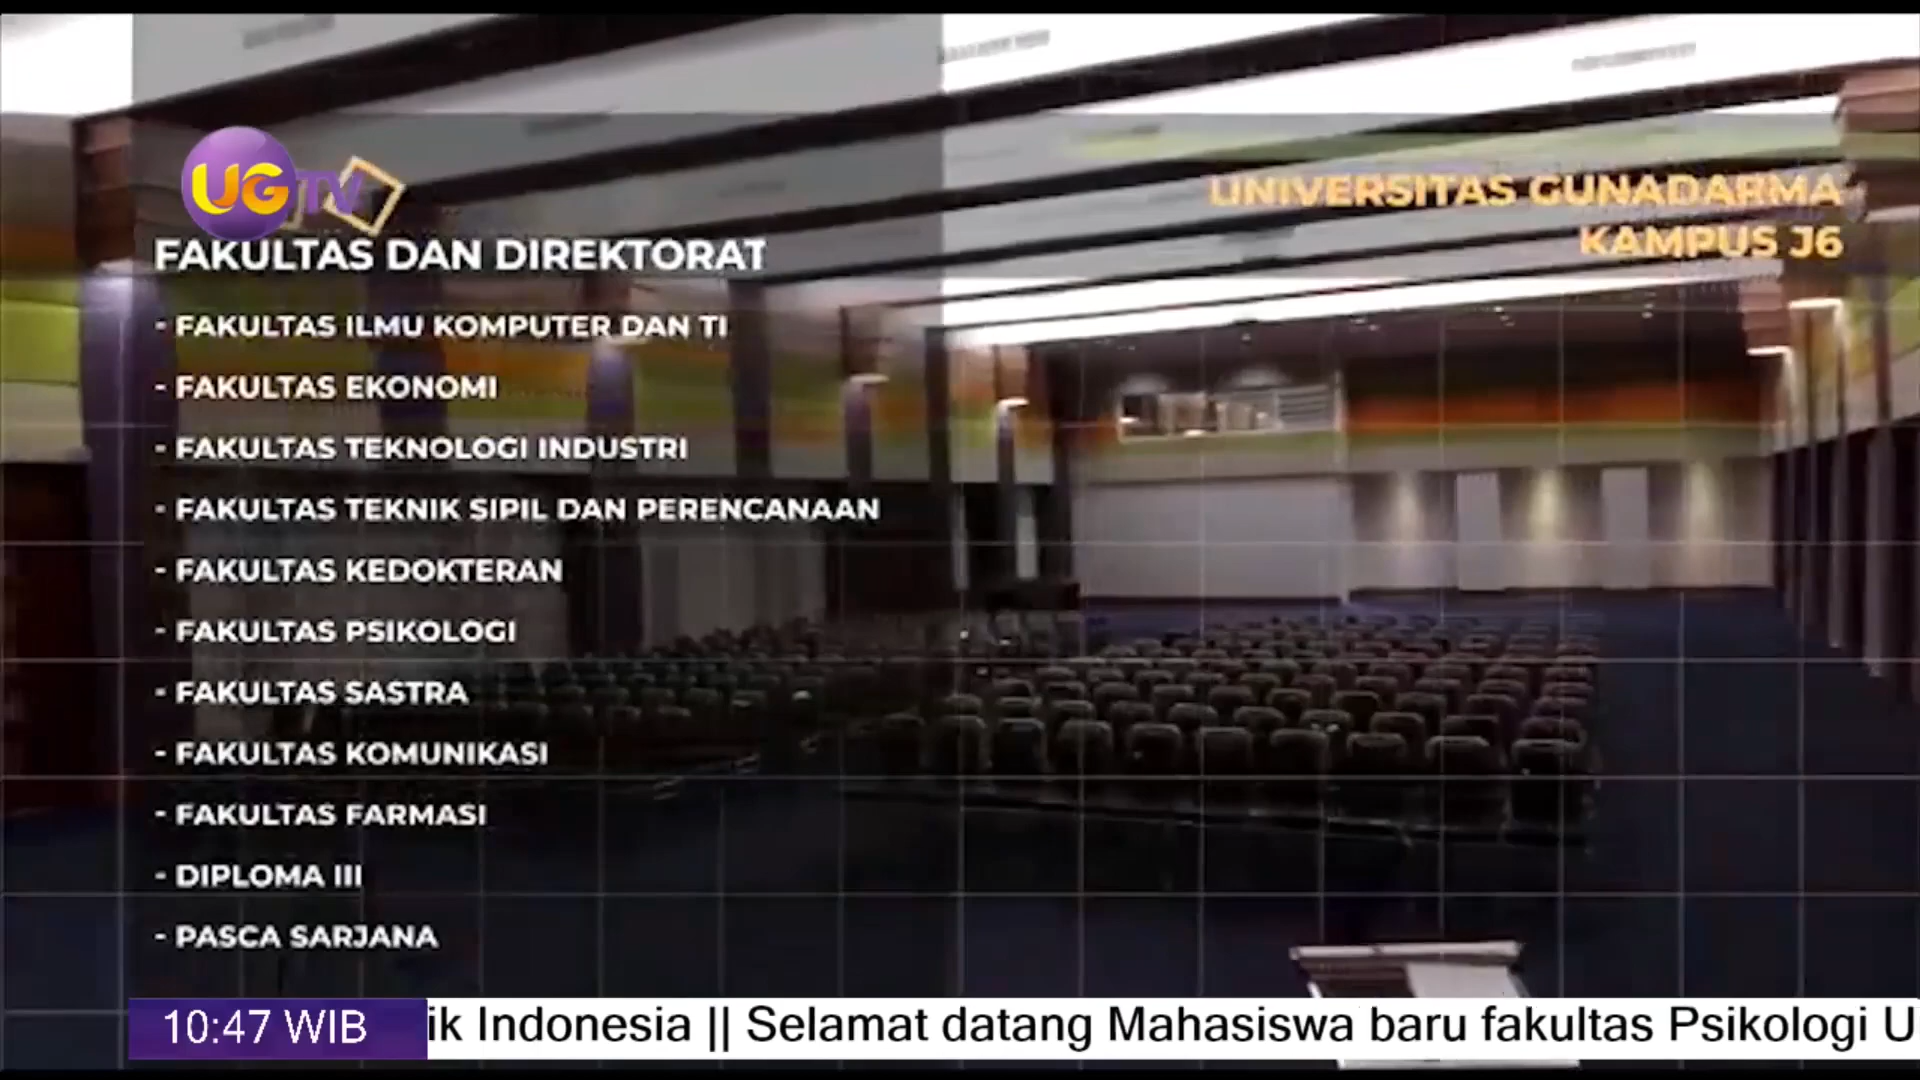 UGTV
UNIVERSITAS GUNADARMA
KAMPUS J6
FAKULTAS DAN DIREKTORAT
- FAKULTAS ILMU KOMPUTER DAN TI
- FAKULTAS EKONOMI
- FAKULTAS TEKNOLOGI INDUSTRI
- FAKULTAS TEKNIK SIPIL DAN PERENCANAAN
- FAKULTAS KEDOKTERAN
- FAKULTAS PSIKOLOGI
- FAKULTAS SASTRA
- FAKULTAS KOMUNIKASI
- FAKULTAS FARMASI
- DIPLOMA III
- PASCA SARJANA
10:47 WIB ik Indonesia || Selamat datang Mahasiswa baru fakultas Psikologi U